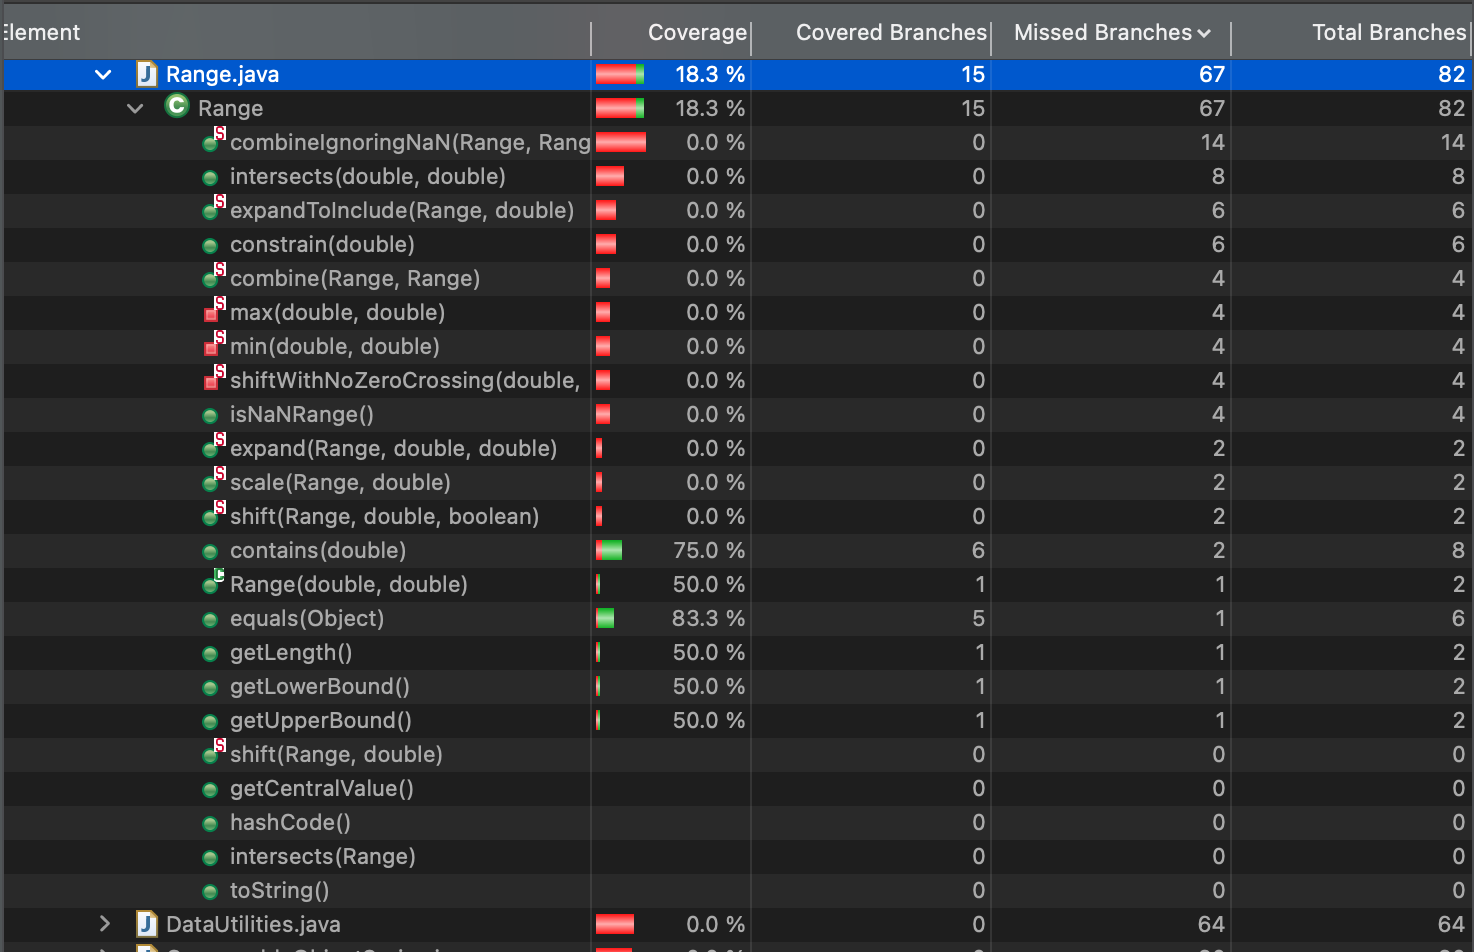 Element Coverage Covered Branches Missed Branches Total Branches
J Range.java 18.3 % 15 67 82
C Range 18.3 % 15 67 82
S combineIgnoringNaN(Range, Rang 0.0 % 0 14 14
intersects(double, double) 0.0 % 0 8 8
S expandToInclude(Range, double) 0.0 % 0 6 6
constrain(double) 0.0 % 0 6 6
S combine(Range, Range) 0.0 % 0 4 4
S max(double, double) 0.0 % 0 4 4
S min(double, double) 0.0 % 0 4 4
S shiftWithNoZeroCrossing(double, 0.0 % 0 4 4
isNaNRange() 0.0 % 0 4 4
S expand(Range, double, double) 0.0 % 0 2 2
S scale(Range, double) 0.0 % 0 2 2
S shift(Range, double, boolean) 0.0 % 0 2 2
contains(double) 75.0 % 6 2 8
C Range(double, double) 50.0 % 1 1 2
equals(Object) 83.3 % 5 1 6
getLength() 50.0 % 1 1 2
getLowerBound() 50.0 % 1 1 2
getUpperBound() 50.0 % 1 1 2
S shift(Range, double) 0 0 0
getCentralValue() 0 0 0
hashCode() 0 0 0
intersects(Range) 0 0 0
toString() 0 0 0
J DataUtilities.java 0.0 % 0 64 64